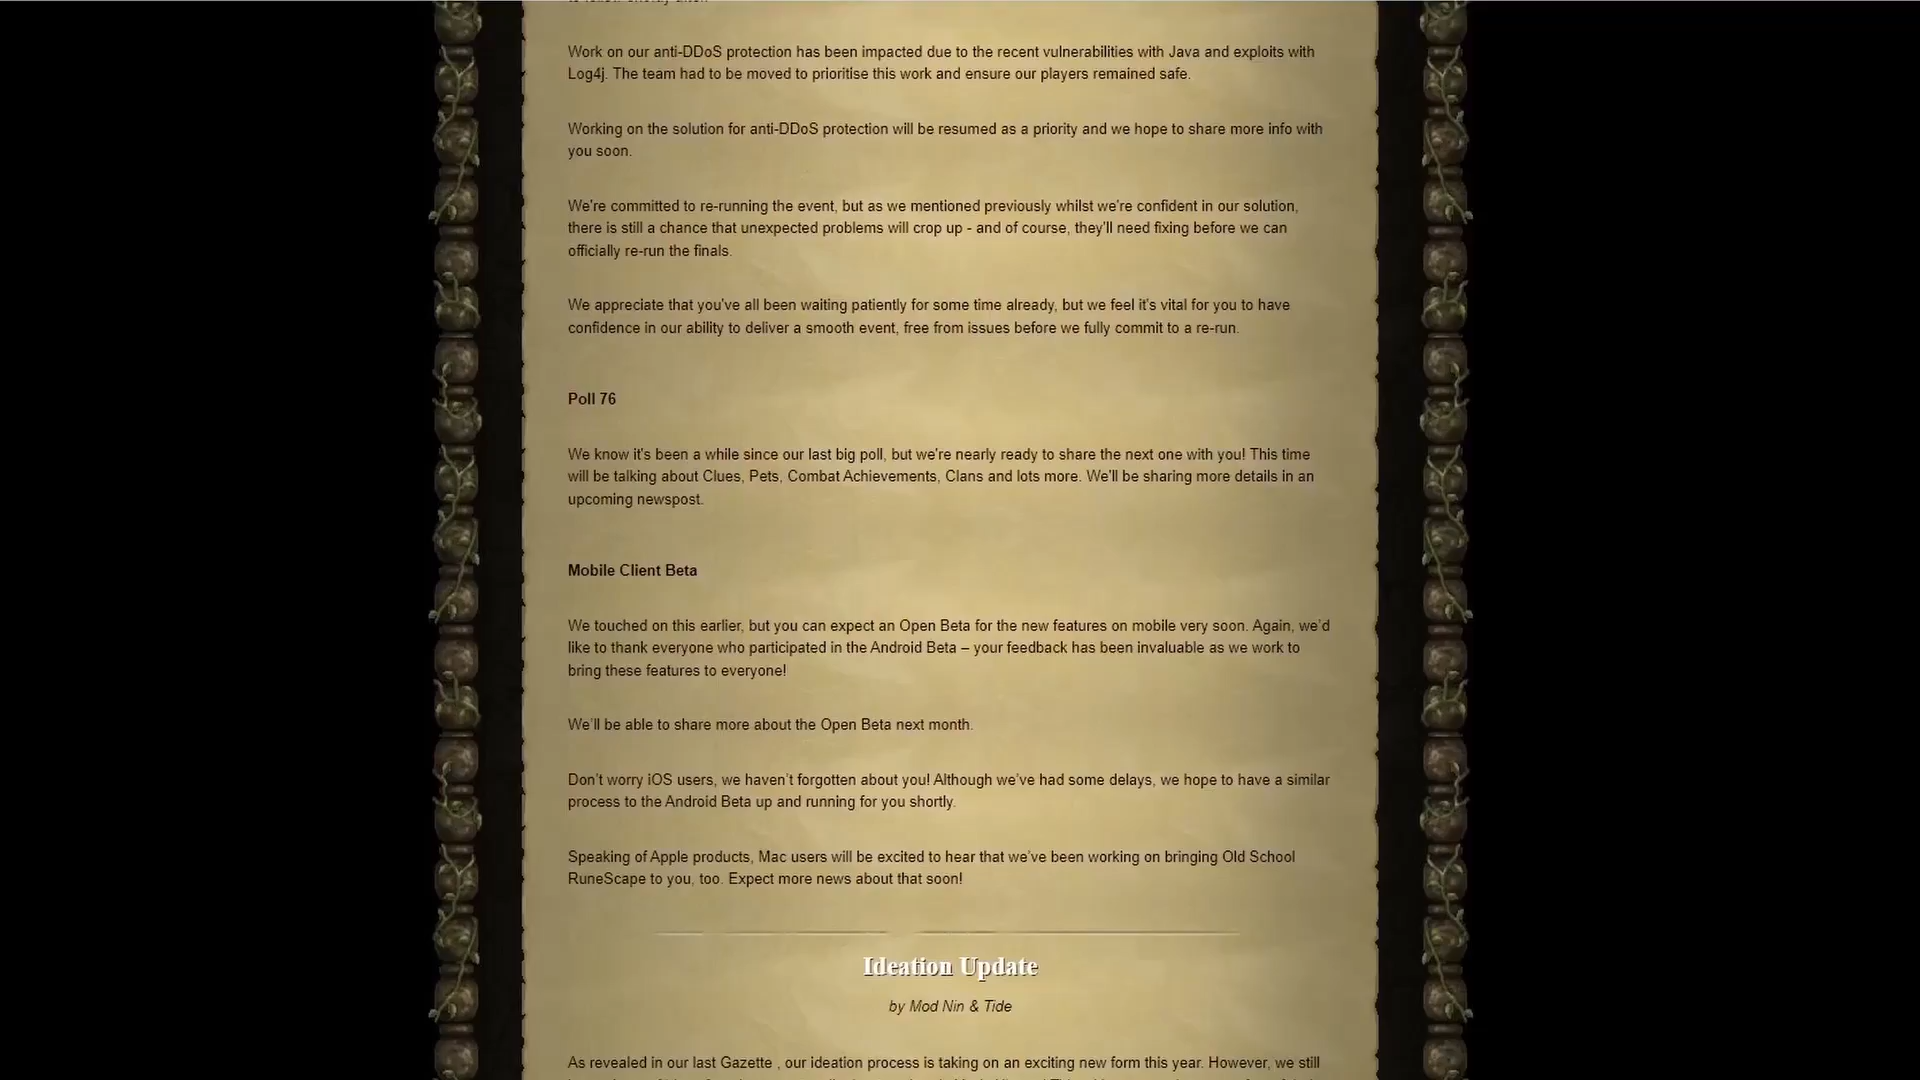 Work on our anti-DDoS protection has been impacted due to the recent vulnerabilities with Java and exploits with
Log4j. The team had to be moved to prioritise this work and ensure our players remained safe.
Working on the solution for anti-DDoS protection will be resumed as a priority and we hope to share more info with
you soon.
We're committed to re-running the event, but as we mentioned previously whilst we're confident in our solution,
there is still a chance that unexpected problems will crop up - and of course, they'll need fixing before we can
officially re-run the finals.
We appreciate that you've all been waiting patiently for some time already, but we feel it's vital for you to have
confidence in our ability to deliver a smooth event, free from issues before we fully commit to a re-run.
Poll 76
We know it's been a while since our last big poll, but we're nearly ready to share the next one with you! This time
will be talking about Clues, Pets, Combat Achievements, Clans and lots more. We'll be sharing more details in an
upcoming newspost.
Mobile Client Beta
We touched on this earlier, but you can expect an Open Beta for the new features on mobile very soon. Again, we'd
like to thank everyone who participated in the Android Beta – your feedback has been invaluable as we work to
bring these features to everyone!
We'll be able to share more about the Open Beta next month.
Don't worry iOS users, we haven't forgotten about you! Although we've had some delays, we hope to have a similar
process to the Android Beta up and running for you shortly.
Speaking of Apple products, Mac users will be excited to hear that we've been working on bringing Old School
RuneScape to you, too. Expect more news about that soon!
Ideation Update
by Mod Nin & Tide
As revealed in our last Gazette , our ideation process is taking on an exciting new form this year. However, we still